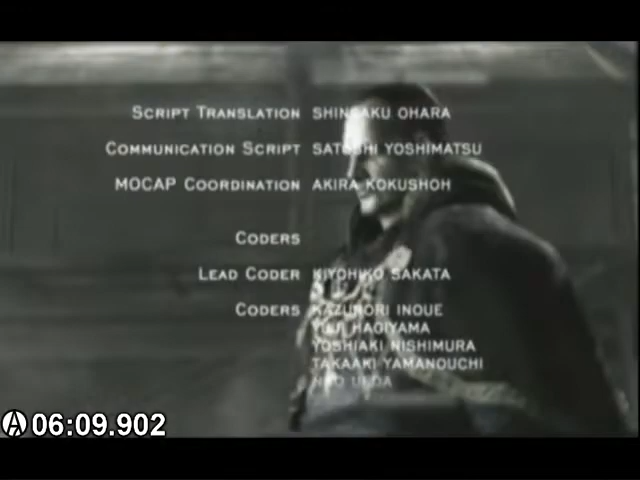 SCRIPT TRANSLATION SHINSAKU OHARA
COMMUNICATION SCRIPT SATOSHI YOSHIMATSU
MOCAP COORDINATION AKIRA KOKUSHOH
CODERS
LEAD CODER KIYOHIKO SAKATA
CODERS KAZUNORI INOUE
YUJI HAGIYAMA
YOSHIAKI NISHIMURA
TAKAAKI YAMANOUCHI
UEDA
06:09.902